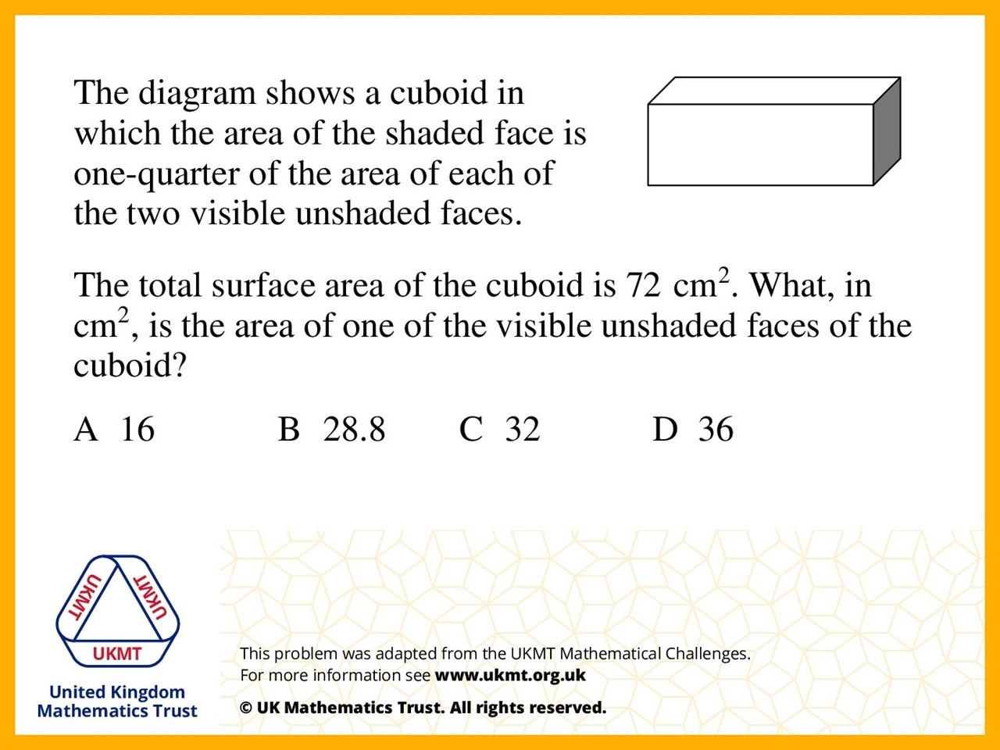 The diagram shows a cuboid in
which the area of the shaded face is
one-quarter of the area of each of
the two visible unshaded faces.
The total surface area of the cuboid is 72 cm². What, in
cm², is the area of one of the visible unshaded faces of the
cuboid?
A 16 B 28.8 C 32 D 36
UKMT UKMT
UKMT
United Kingdom
Mathematics Trust
This problem was adapted from the UKMT Mathematical Challenges.
For more information see www.ukmt.org.uk
© UK Mathematics Trust. All rights reserved.